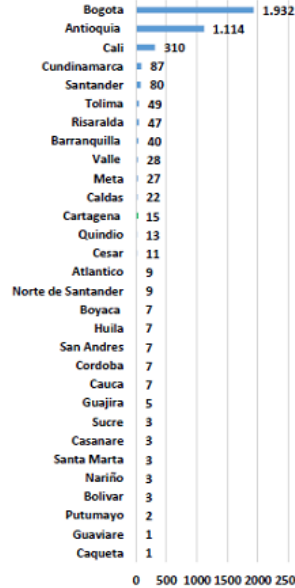 Bogota 1.932
Antioquia 1.114
Cali 310
Cundinamarca 87
Santander 80
Tolima 49
Risaralda 47
Barranquilla 40
Valle 28
Meta 27
Caldas 22
Cartagena 15
Quindio 13
Cesar 11
Atlantico 9
Norte de Santander 9
Boyaca 7
Huila 7
San Andres 7
Cordoba 7
Cauca 7
Guajira 5
Sucre 3
Casanare 3
Santa Marta 3
Nariño 3
Bolivar 3
Putumayo 2
Guaviare 1
Caqueta 1
0 500 1000 1500 2000 250